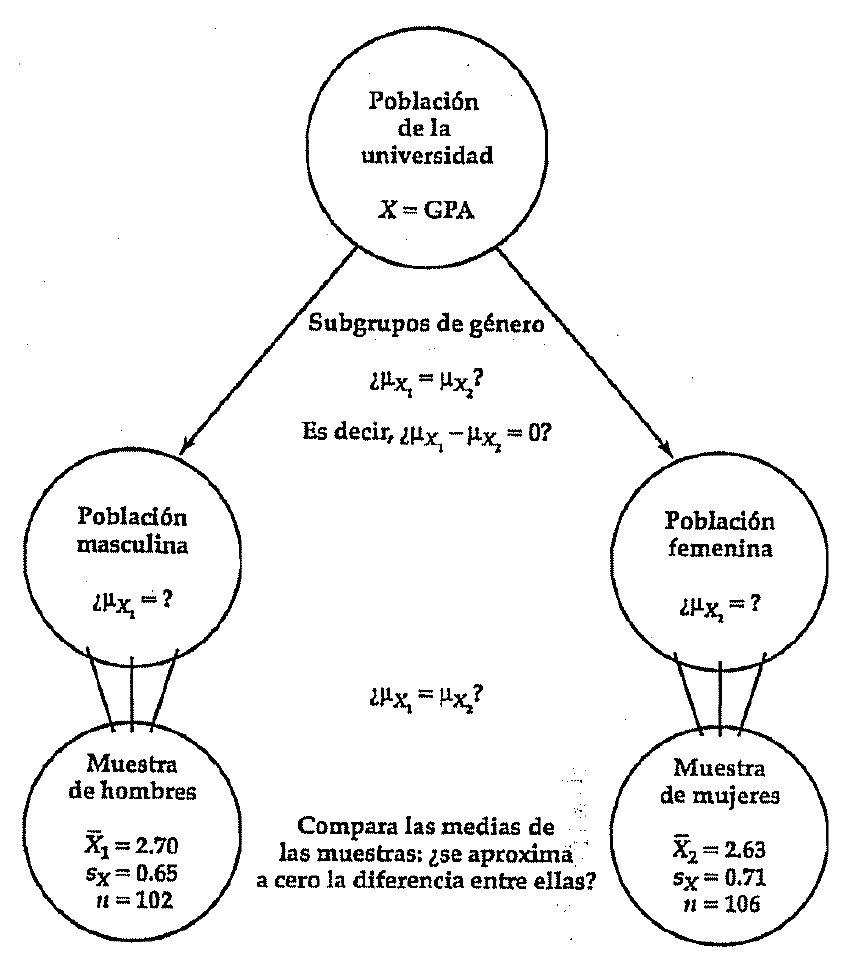 Población
de la
universidad
X = GPA
Subgrupos de género
¿μX₁ = μX₂?
Es decir, ¿μX₁ − μX₂ = 0?
Población
masculina
¿μX₁ = ?
Población
femenina
¿μX₂ = ?
¿μX₁ = μX₂?
Muestra
de hombres
X̄₁ = 2.70
sX = 0.65
n = 102
Compara las medias de
las muestras: ¿se aproxima
a cero la diferencia entre ellas?
Muestra
de mujeres
X̄₂ = 2.63
sX = 0.71
n = 106